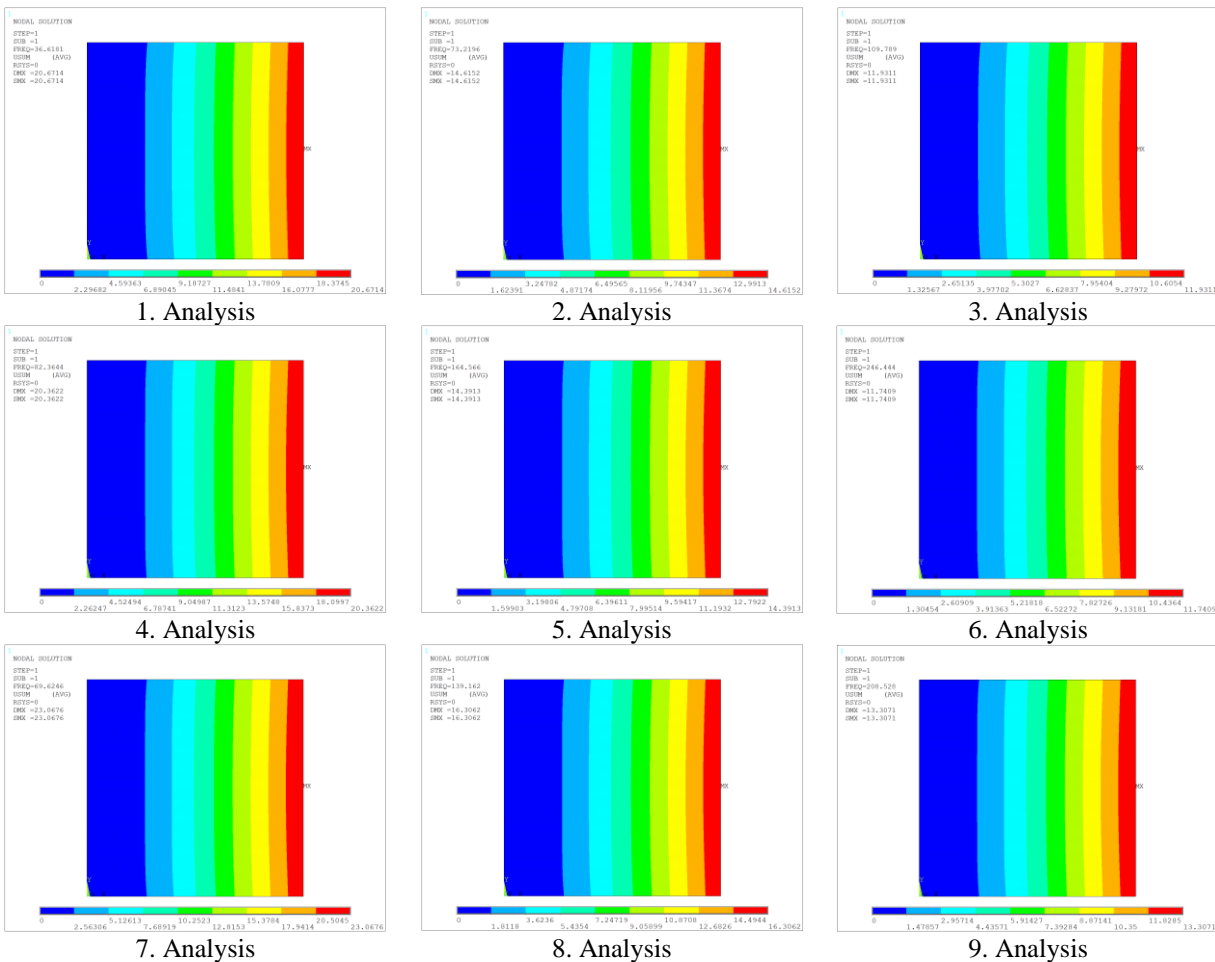 1
NODAL SOLUTION
STEP=1
SUB =1
FREQ=36.6181
USUM (AVG)
RSYS=0
DMX =20.6714
SMX =20.6714
Y
MX
0 4.59363 9.18727 13.7809 18.3745
2.29682 6.89045 11.4841 16.0777 20.6714
1. Analysis
1
NODAL SOLUTION
STEP=1
SUB =1
FREQ=73.2196
USUM (AVG)
RSYS=0
DMX =14.6152
SMX =14.6152
Y
MX
0 3.24782 6.49565 9.74347 12.9913
1.62391 4.87174 8.11956 11.3674 14.6152
2. Analysis
1
NODAL SOLUTION
STEP=1
SUB =1
FREQ=109.789
USUM (AVG)
RSYS=0
DMX =11.9311
SMX =11.9311
Y
MX
0 2.65135 5.3027 7.95404 10.6054
1.32567 3.97702 6.62837 9.27972 11.9311
3. Analysis
1
NODAL SOLUTION
STEP=1
SUB =1
FREQ=82.3644
USUM (AVG)
RSYS=0
DMX =20.3622
SMX =20.3622
Y
MX
0 4.52494 9.04987 13.5748 18.0997
2.26247 6.78741 11.3123 15.8373 20.3622
4. Analysis
1
NODAL SOLUTION
STEP=1
SUB =1
FREQ=164.566
USUM (AVG)
RSYS=0
DMX =14.3913
SMX =14.3913
Y
MX
0 3.19806 6.39611 9.59417 12.7922
1.59903 4.79708 7.99514 11.1932 14.3913
5. Analysis
1
NODAL SOLUTION
STEP=1
SUB =1
FREQ=246.444
USUM (AVG)
RSYS=0
DMX =11.7409
SMX =11.7409
Y
MX
0 2.60909 5.21818 7.82726 10.4364
1.30454 3.91363 6.52272 9.13181 11.7409
6. Analysis
1
NODAL SOLUTION
STEP=1
SUB =1
FREQ=69.6246
USUM (AVG)
RSYS=0
DMX =23.0676
SMX =23.0676
Y
MX
0 5.12613 10.2523 15.3784 20.5045
2.56306 7.68919 12.8153 17.9414 23.0676
7. Analysis
1
NODAL SOLUTION
STEP=1
SUB =1
FREQ=139.162
USUM (AVG)
RSYS=0
DMX =16.3062
SMX =16.3062
Y
MX
0 3.6236 7.24719 10.8708 14.4944
1.8118 5.4354 9.05899 12.6826 16.3062
8. Analysis
1
NODAL SOLUTION
STEP=1
SUB =1
FREQ=208.528
USUM (AVG)
RSYS=0
DMX =13.3071
SMX =13.3071
Y
MX
0 2.95714 5.91427 8.87141 11.8285
1.47857 4.43571 7.39284 10.35 13.3071
9. Analysis